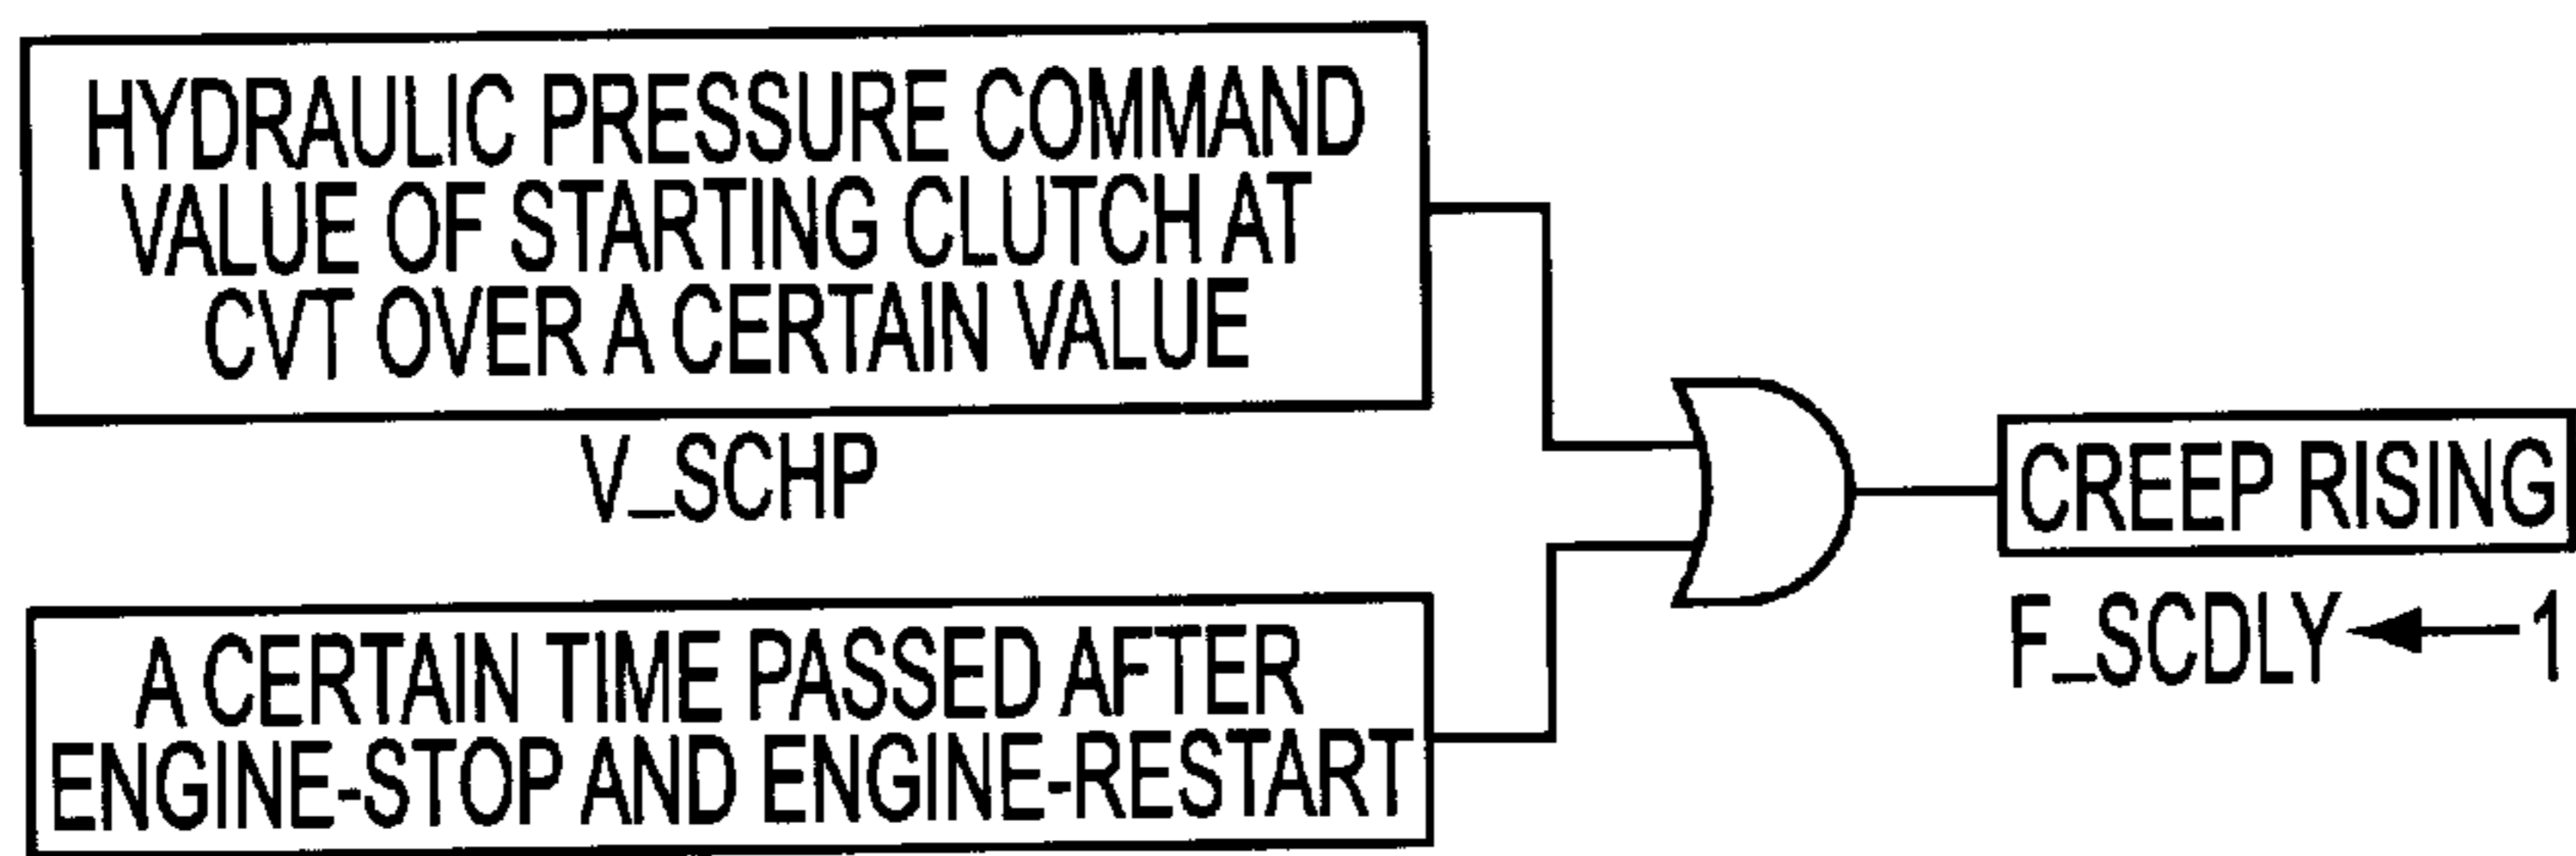 HYDRAULIC PRESSURE COMMAND
VALUE OF STARTING CLUTCH AT
CVT OVER A CERTAIN VALUE
V_SCHP
A CERTAIN TIME PASSED AFTER
ENGINE-STOP AND ENGINE-RESTART
CREEP RISING
F_SCDLY ← 1